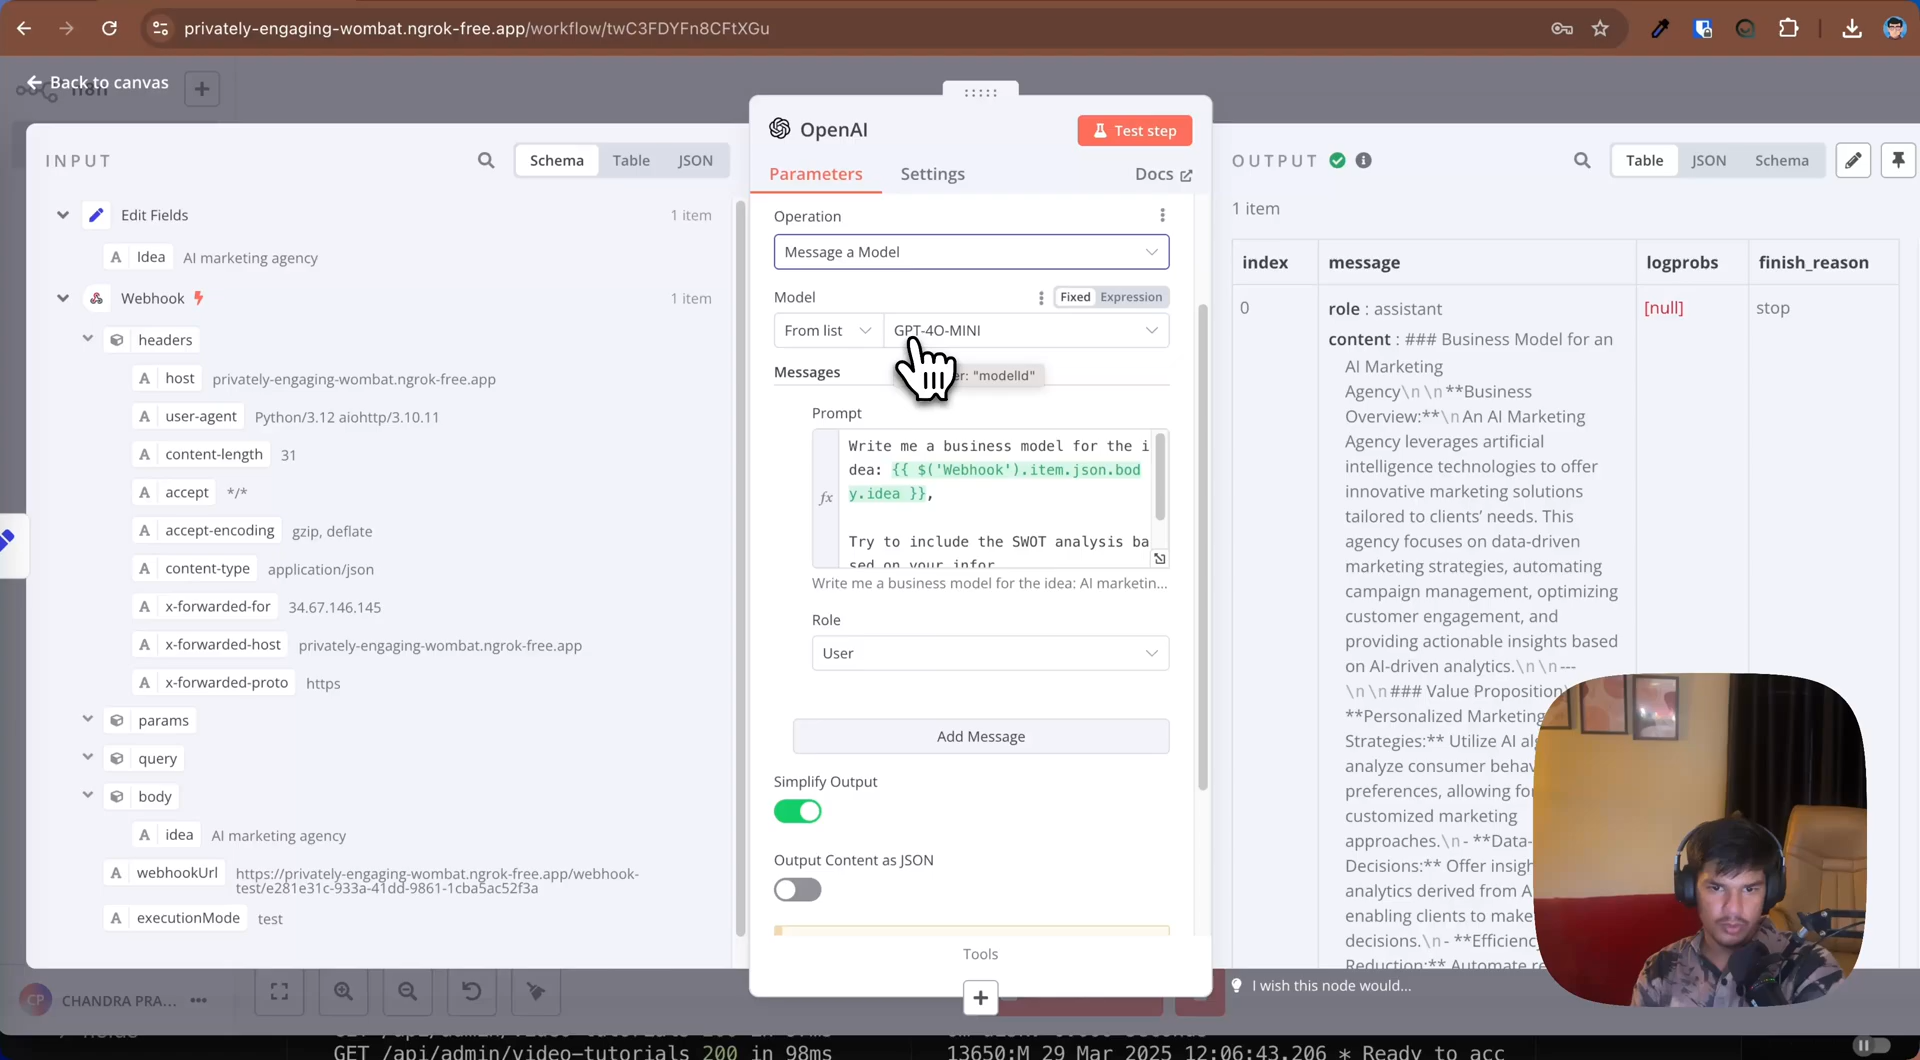 privately-engaging-wombat.ngrok-free.app/workflow/twC3FDYFn8CFtXGu
Back to canvas
INPUT
Schema
Table
JSON
Edit Fields
1 item
A Idea AI marketing agency
Webhook
1 item
headers
A host privately-engaging-wombat.ngrok-free.app
A user-agent Python/3.12 aiohttp/3.10.11
A content-length 31
A accept */*
A accept-encoding gzip, deflate
A content-type application/json
A x-forwarded-for 34.67.146.145
A x-forwarded-host privately-engaging-wombat.ngrok-free.app
A x-forwarded-proto https
params
query
body
A idea AI marketing agency
A webhookUrl https://privately-engaging-wombat.ngrok-free.app/webhook-
test/e281e31c-933a-41dd-9861-1cba5ac52f3a
A executionMode test
CP CHANDRA PRA...
OpenAI
Test step
Parameters
Settings
Docs
Operation
Message a Model
Model
Fixed
Expression
From list
GPT-4O-MINI
Messages
er: "modelId"
Prompt
fx
Write me a business model for the i
dea: {{ $('Webhook').item.json.bod
y.idea }},
Try to include the SWOT analysis ba
sed on your infor
Write me a business model for the idea: AI marketin...
Role
User
Add Message
Simplify Output
Output Content as JSON
Tools
OUTPUT
Table
JSON
Schema
1 item
index
message
logprobs
finish_reason
0
role : assistant
[null]
stop
content : ### Business Model for an
AI Marketing
Agency\n\n**Business
Overview:**\nAn AI Marketing
Agency leverages artificial
intelligence technologies to offer
innovative marketing solutions
tailored to clients' needs. This
agency focuses on data-driven
marketing strategies, automating
campaign management, optimizing
customer engagement, and
providing actionable insights based
on AI-driven analytics.\n\n---
\n\n### Value Proposition
**Personalized Marketing
Strategies:** Utilize AI
analyze consumer
preferences, allowing
customized marketing
approaches.\n- **Data-
Decisions:** Offer
analytics derived from
enabling clients to make
decisions.\n-
Reduction:** Automate
I wish this node would...
GET /api/admin/video-tutorials 200 in 98ms
13650:M 29 Mar 2025 12:06:43.206 * Ready to acc